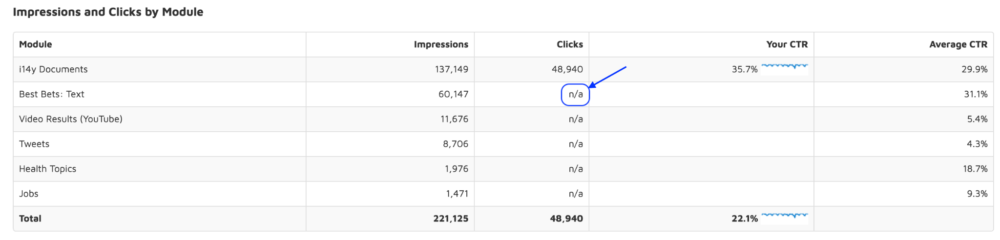 Impressions and Clicks by Module
Module Impressions Clicks Your CTR Average CTR
i14y Documents 137,149 48,940 35.7% 29.9%
Best Bets: Text 60,147 n/a 31.1%
Video Results (YouTube) 11,676 n/a 5.4%
Tweets 8,706 n/a 4.3%
Health Topics 1,976 n/a 18.7%
Jobs 1,471 n/a 9.3%
Total 221,125 48,940 22.1%